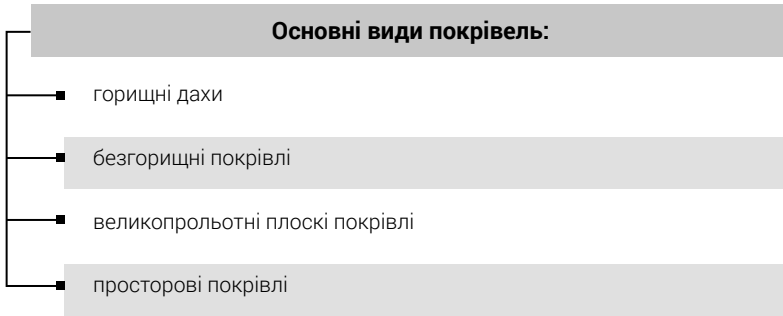 Основні види покрівель:
горищні дахи
безгорищні покрівлі
великопрольотні плоскі покрівлі
просторові покрівлі